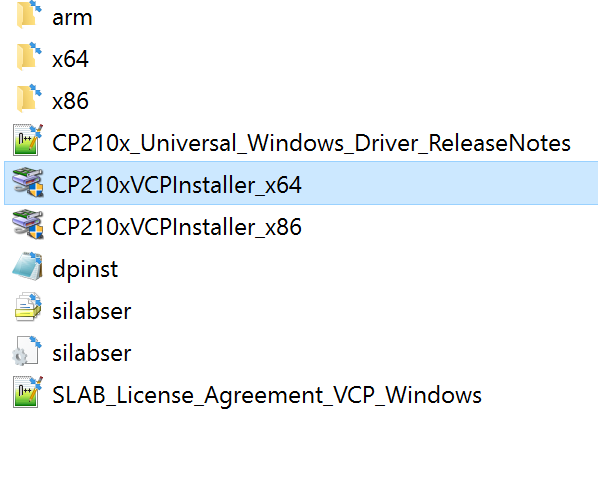 arm
x64
x86
CP210x_Universal_Windows_Driver_ReleaseNotes
CP210xVCPInstaller_x64
CP210xVCPInstaller_x86
dpinst
silabser
silabser
SLAB_License_Agreement_VCP_Windows